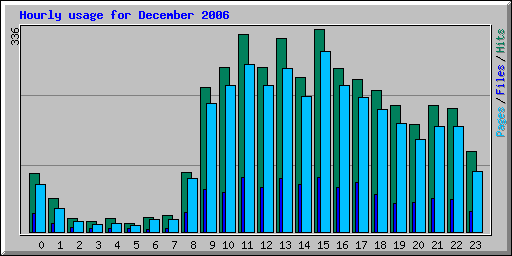 Hourly usage for December 2006
336
Pages / Files / Hits
0 1 2 3 4 5 6 7 8 9 10 11 12 13 14 15 16 17 18 19 20 21 22 23